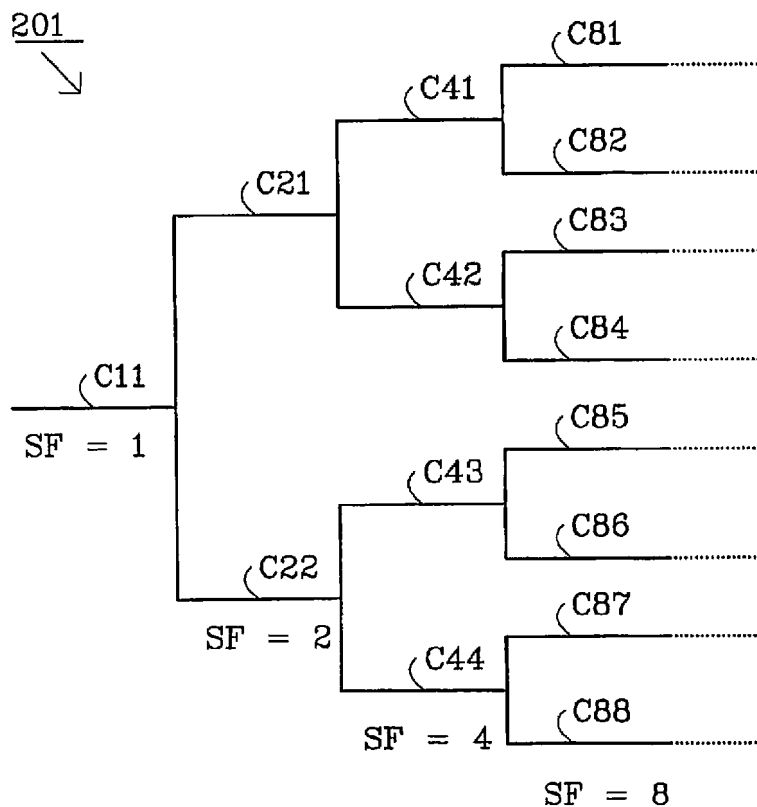 201
C81
C41
C82
C21
C83
C42
C84
C11
SF = 1
C85
C43
C86
C22
SF = 2
C87
C44
C88
SF = 4
SF = 8